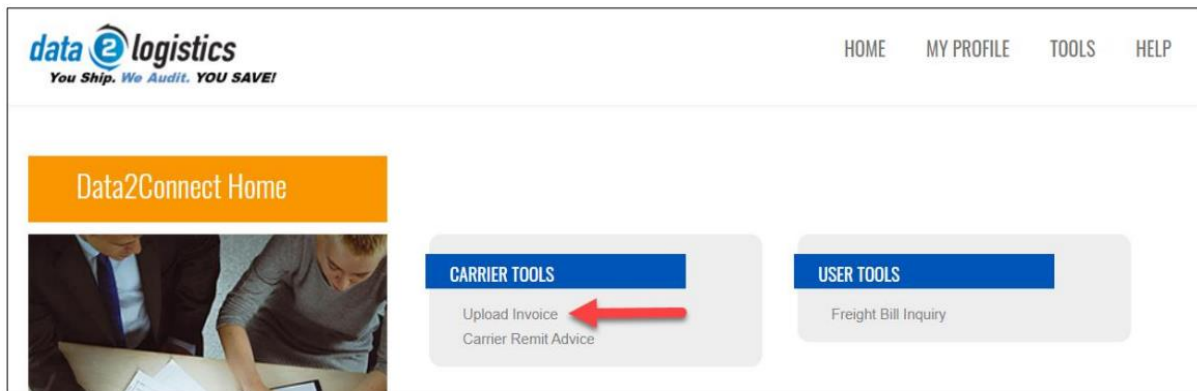 data 2 logistics
You Ship. We Audit. YOU SAVE!
HOME MY PROFILE TOOLS HELP
Data2Connect Home
CARRIER TOOLS
Upload Invoice
Carrier Remit Advice
USER TOOLS
Freight Bill Inquiry